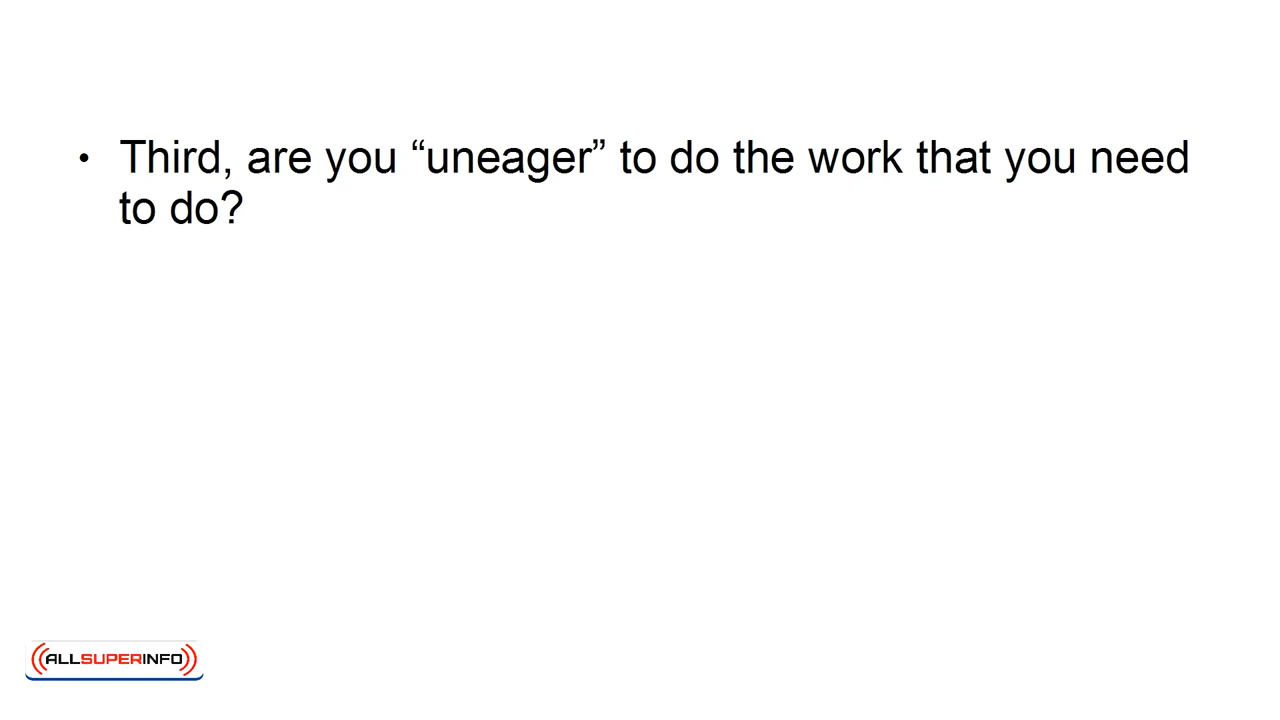 • Third, are you “uneager” to do the work that you need
to do?
ALLSUPERINFO